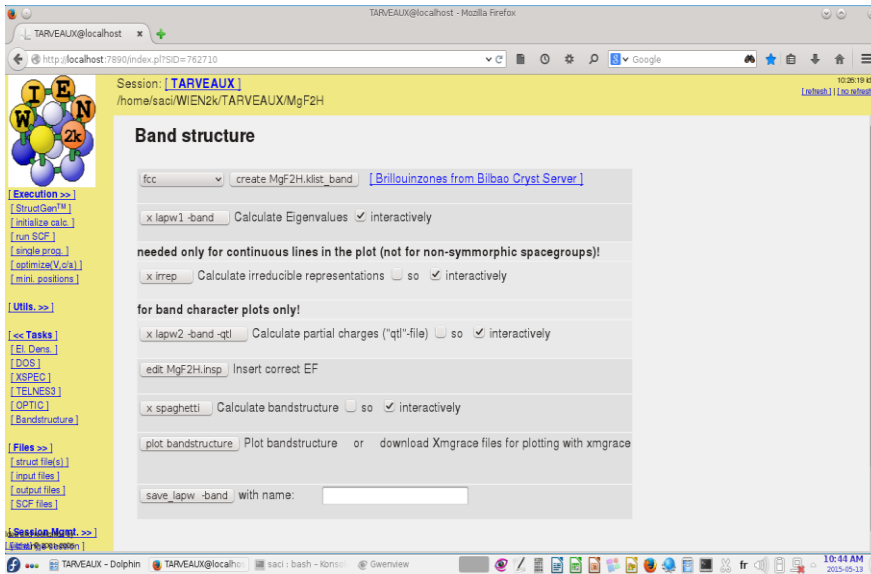 TARVEAUX@localhost - Mozilla Firefox
TARVEAUX@localhost
http://localhost:7890/index.pl?SID=762710
Google
WIEN
2k
Session: [ TARVEAUX ]
/home/saci/WIEN2k/TARVEAUX/MgF2H
10:26:19
[ refresh ] [ no refresh
Band structure
fcc create MgF2H.klist_band [ Brillouinzones from Bilbao Cryst Server ]
x lapw1 -band Calculate Eigenvalues interactively
needed only for continuous lines in the plot (not for non-symmorphic spacegroups)!
x irrep Calculate irreducible representations so interactively
for band character plots only!
x lapw2 -band -qtl Calculate partial charges ("qtl"-file) so interactively
edit MgF2H.insp Insert correct EF
x spaghetti Calculate bandstructure so interactively
plot bandstructure Plot bandstructure or download Xmgrace files for plotting with xmgrace
save_lapw -band with name:
[ Execution >> ]
[ StructGen™ ]
[ initialize calc. ]
[ run SCF ]
[ single prog. ]
[ optimize(V,c/a) ]
[ mini. positions ]
[ Utils. >> ]
[ << Tasks ]
[ El. Dens. ]
[ DOS ]
[ XSPEC ]
[ TELNES3 ]
[ OPTIC ]
[ Bandstructure ]
[ Files >> ]
[ struct file(s) ]
[ input files ]
[ output files ]
[ SCF files ]
[ Session Mgmt. >> ]
TARVEAUX - Dolphin TARVEAUX@localho saci : bash - Konsol Gwenview fr 10:44 AM
2015-05-13